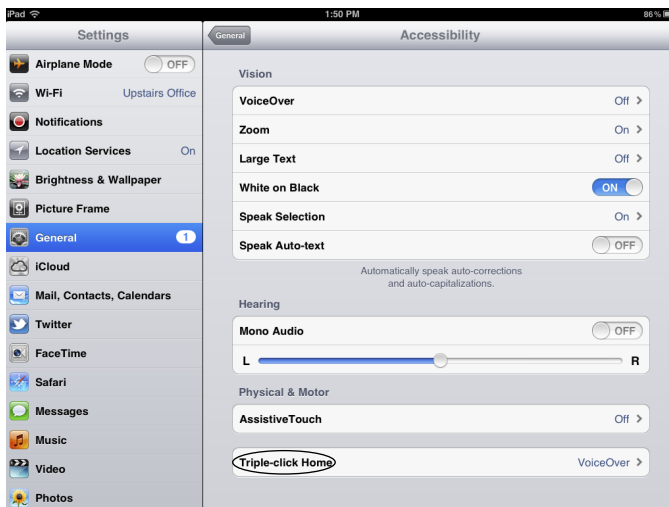 iPad 1:50 PM 86%
Settings
Airplane Mode OFF
Wi-Fi Upstairs Office
Notifications
Location Services On
Brightness & Wallpaper
Picture Frame
General 1
iCloud
Mail, Contacts, Calendars
Twitter
FaceTime
Safari
Messages
Music
Video
Photos
General Accessibility
Vision
VoiceOver Off
Zoom On
Large Text Off
White on Black ON
Speak Selection On
Speak Auto-text OFF
Automatically speak auto-corrections
and auto-capitalizations.
Hearing
Mono Audio OFF
L R
Physical & Motor
AssistiveTouch Off
Triple-click Home VoiceOver